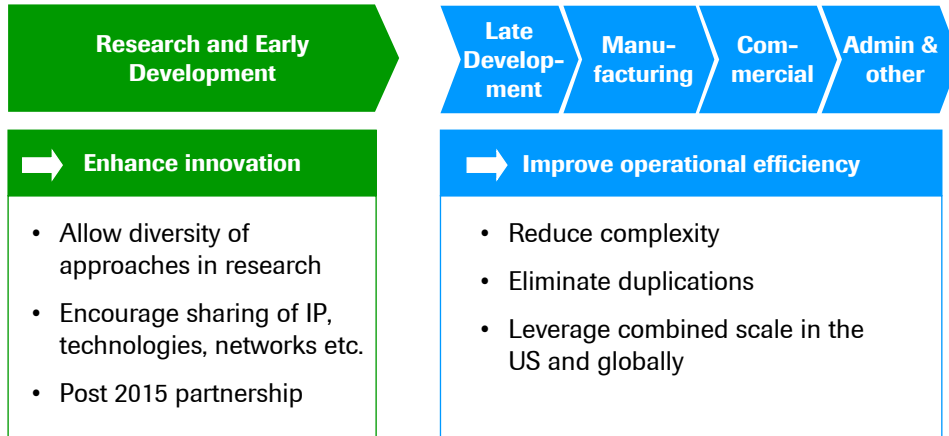 Research and Early
Development
Late
Develop-
ment
Manu-
facturing
Com-
mercial
Admin &
other
Enhance innovation
• Allow diversity of
approaches in research
• Encourage sharing of IP,
technologies, networks etc.
• Post 2015 partnership
Improve operational efficiency
• Reduce complexity
• Eliminate duplications
• Leverage combined scale in the
US and globally